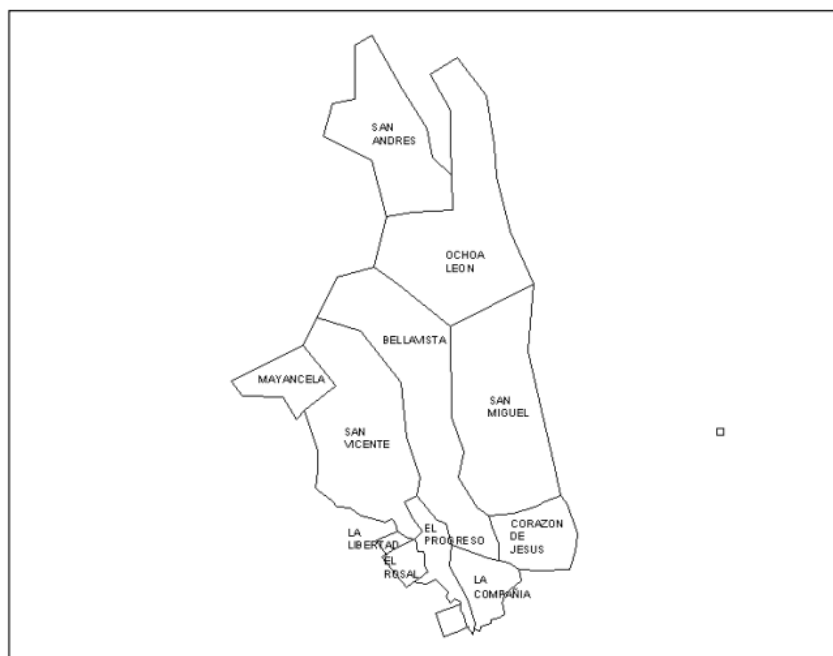 SAN
ANDRES
OCHOA
LEON
BELLAVISTA
MAYANCELA
SAN
MIGUEL
SAN
VICENTE
LA
LIBERTAD
EL
PROGRESO
CORAZON
DE
JESUS
EL
ROSAL
LA
COMPAÑIA